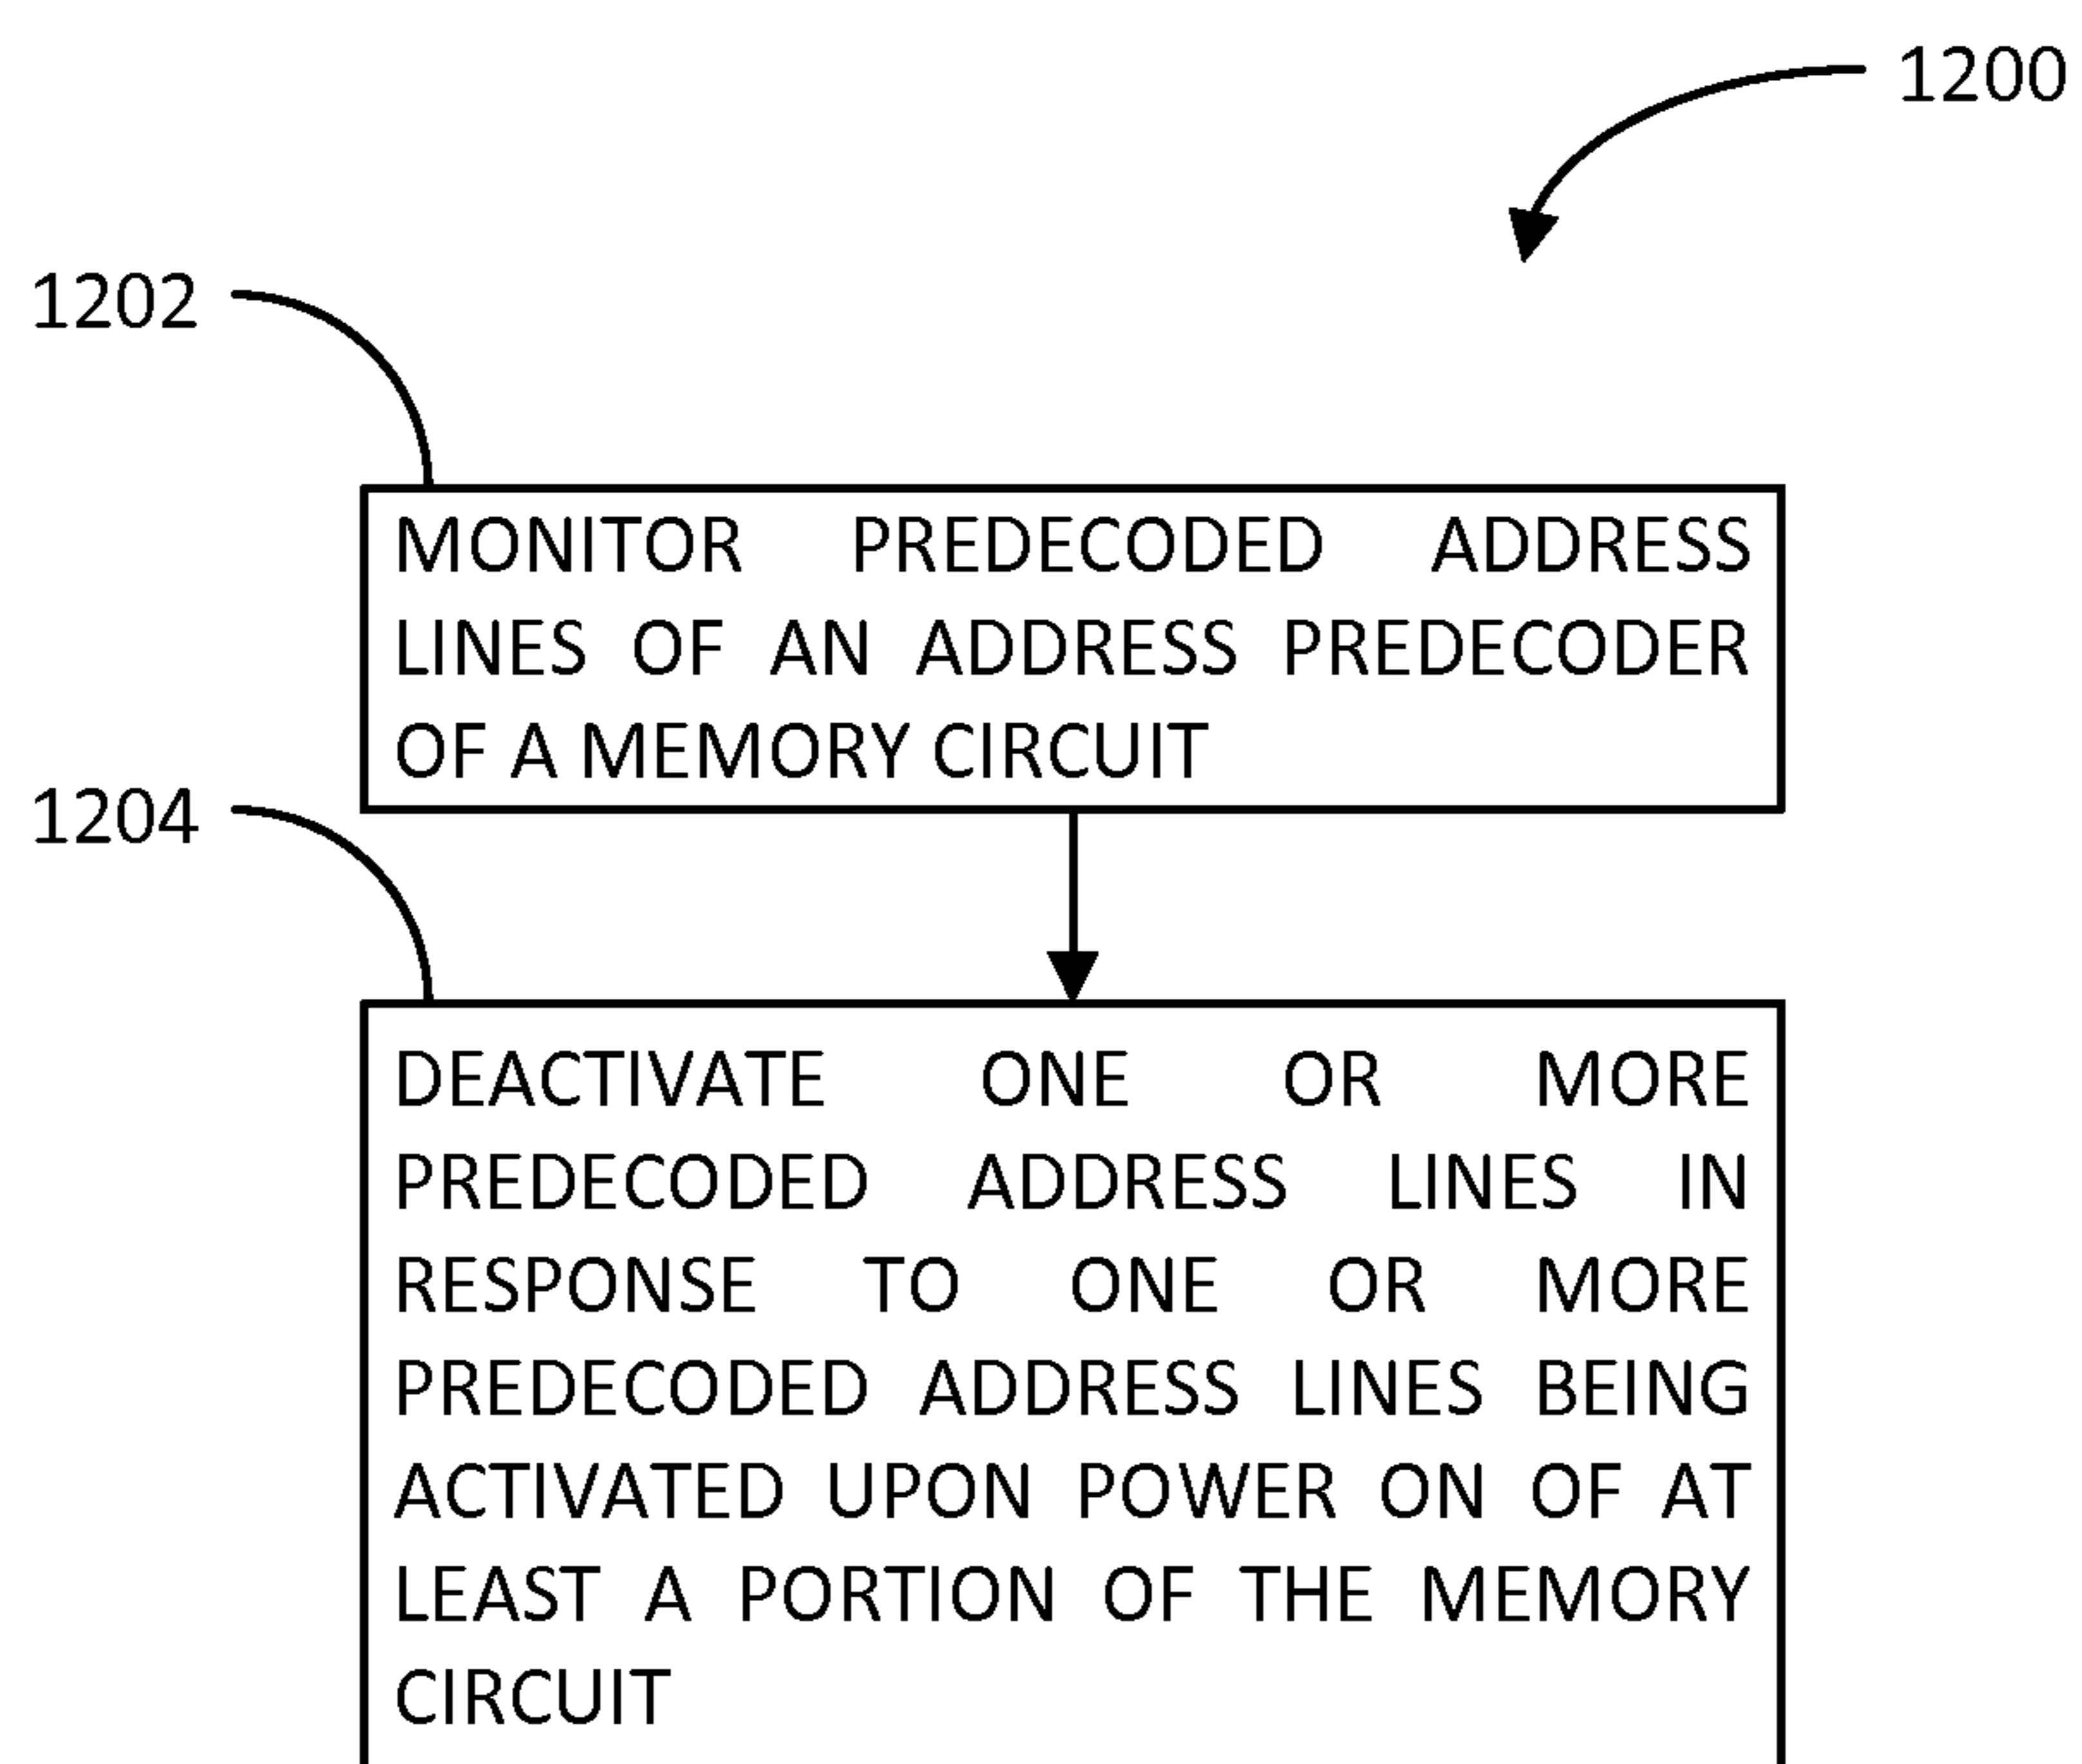 1200
1202
MONITOR PREDECODED ADDRESS
LINES OF AN ADDRESS PREDECODER
OF A MEMORY CIRCUIT
1204
DEACTIVATE ONE OR MORE
PREDECODED ADDRESS LINES IN
RESPONSE TO ONE OR MORE
PREDECODED ADDRESS LINES BEING
ACTIVATED UPON POWER ON OF AT
LEAST A PORTION OF THE MEMORY
CIRCUIT